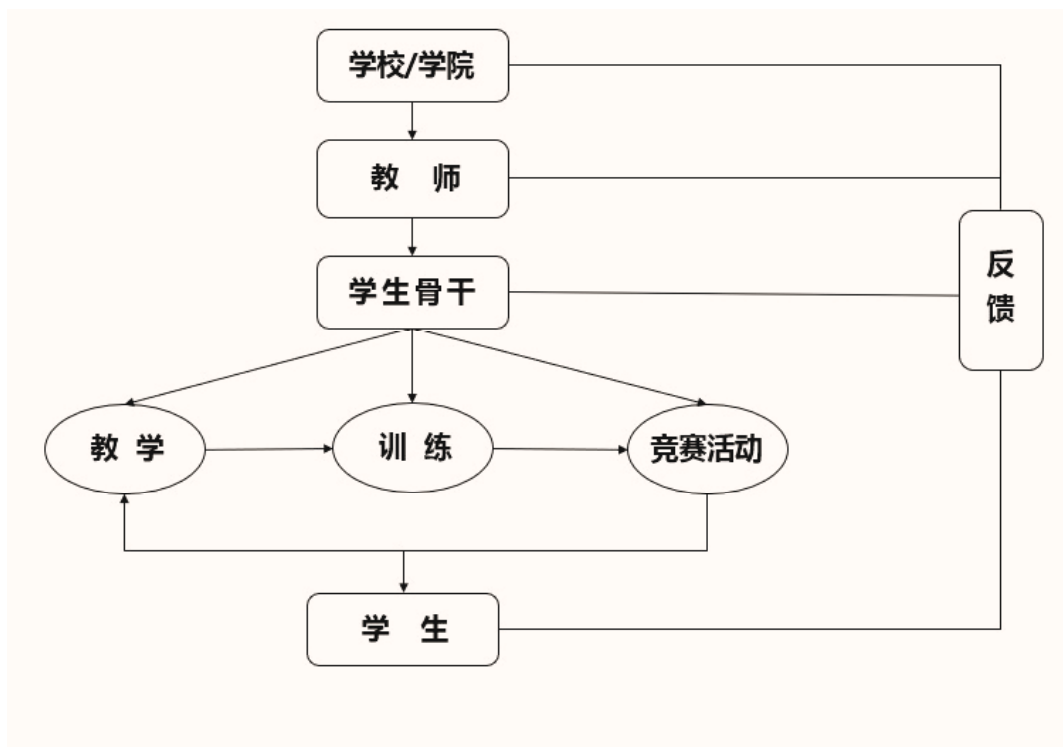 学校/学院
教 师
学生骨干
反
馈
教 学
训 练
竞赛活动
学 生